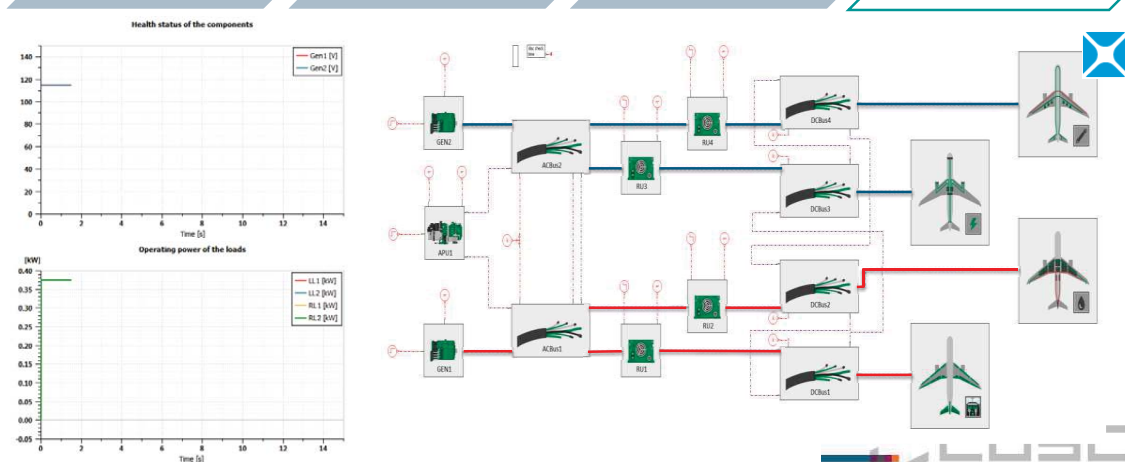 Health status of the components
Gen1 [V]
Gen2 [V]
140
120
100
80
60
40
20
0
0 2 4 6 8 10 12 14
Time [s]
Operating power of the loads
[kW]
LL1 [kW]
LL2 [kW]
RL1 [kW]
RL2 [kW]
0.40
0.35
0.30
0.25
0.20
0.15
0.10
0.05
0.00
-0.05
0 2 4 6 8 10 12 14
Time [s]
GEN2
ACBus2
RU4
RU3
DCBus4
DCBus3
APU1
GEN1
ACBus1
RU2
RU1
DCBus2
DCBus1